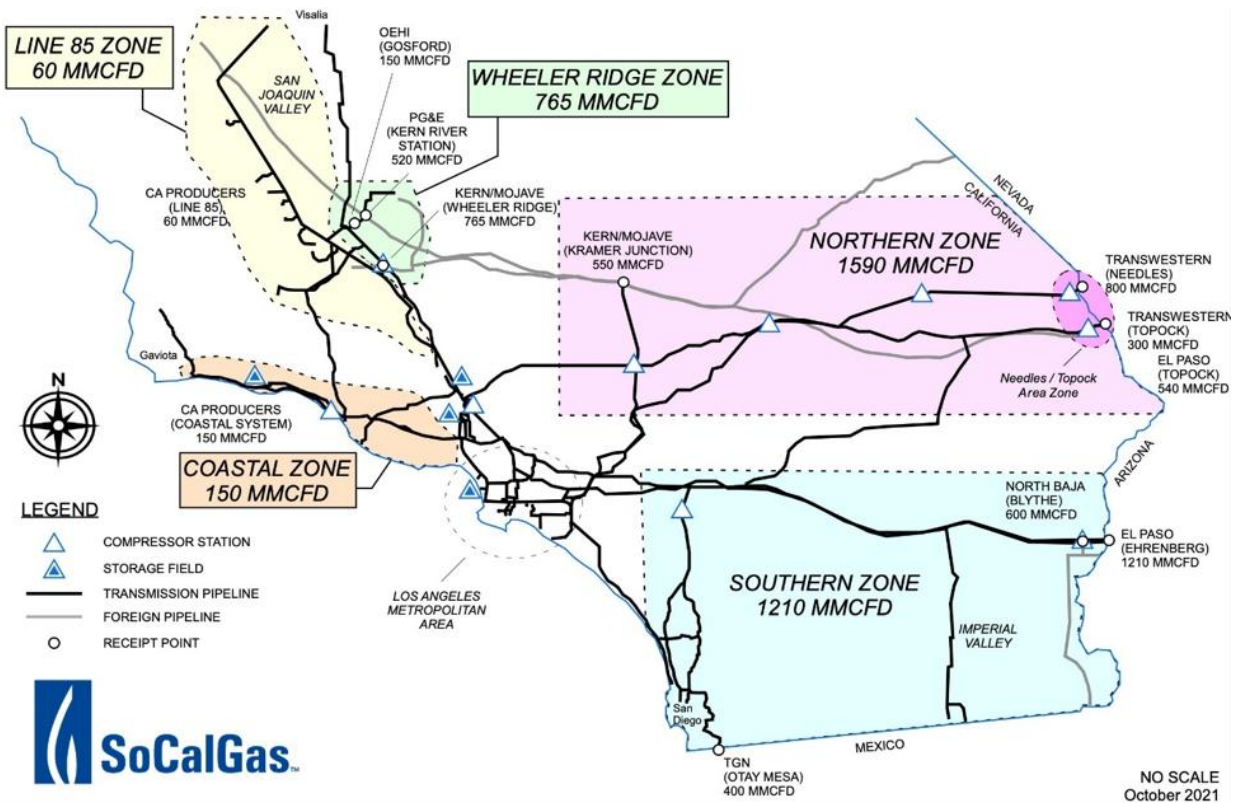 Visalia
LINE 85 ZONE
60 MMCFD
OEHI
(GOSFORD)
150 MMCFD
SAN
JOAQUIN
VALLEY
WHEELER RIDGE ZONE
765 MMCFD
PG&E
(KERN RIVER
STATION)
520 MMCFD
CA PRODUCERS
(LINE 85)
60 MMCFD
KERN/MOJAVE
(WHEELER RIDGE)
765 MMCFD
NEVADA
CALIFORNIA
KERN/MOJAVE
(KRAMER JUNCTION)
550 MMCFD
NORTHERN ZONE
1590 MMCFD
TRANSWESTERN
(NEEDLES)
800 MMCFD
TRANSWESTERN
(TOPOCK)
300 MMCFD
EL PASO
(TOPOCK)
540 MMCFD
Needles / Topock
Area Zone
Gaviota
N
CA PRODUCERS
(COASTAL SYSTEM)
150 MMCFD
COASTAL ZONE
150 MMCFD
ARIZONA
NORTH BAJA
(BLYTHE)
600 MMCFD
EL PASO
(EHRENBERG)
1210 MMCFD
LEGEND
COMPRESSOR STATION
STORAGE FIELD
TRANSMISSION PIPELINE
FOREIGN PIPELINE
RECEIPT POINT
LOS ANGELES
METROPOLITAN
AREA
SOUTHERN ZONE
1210 MMCFD
IMPERIAL
VALLEY
San
Diego
MEXICO
TGN
(OTAY MESA)
400 MMCFD
SoCalGas™
NO SCALE
October 2021